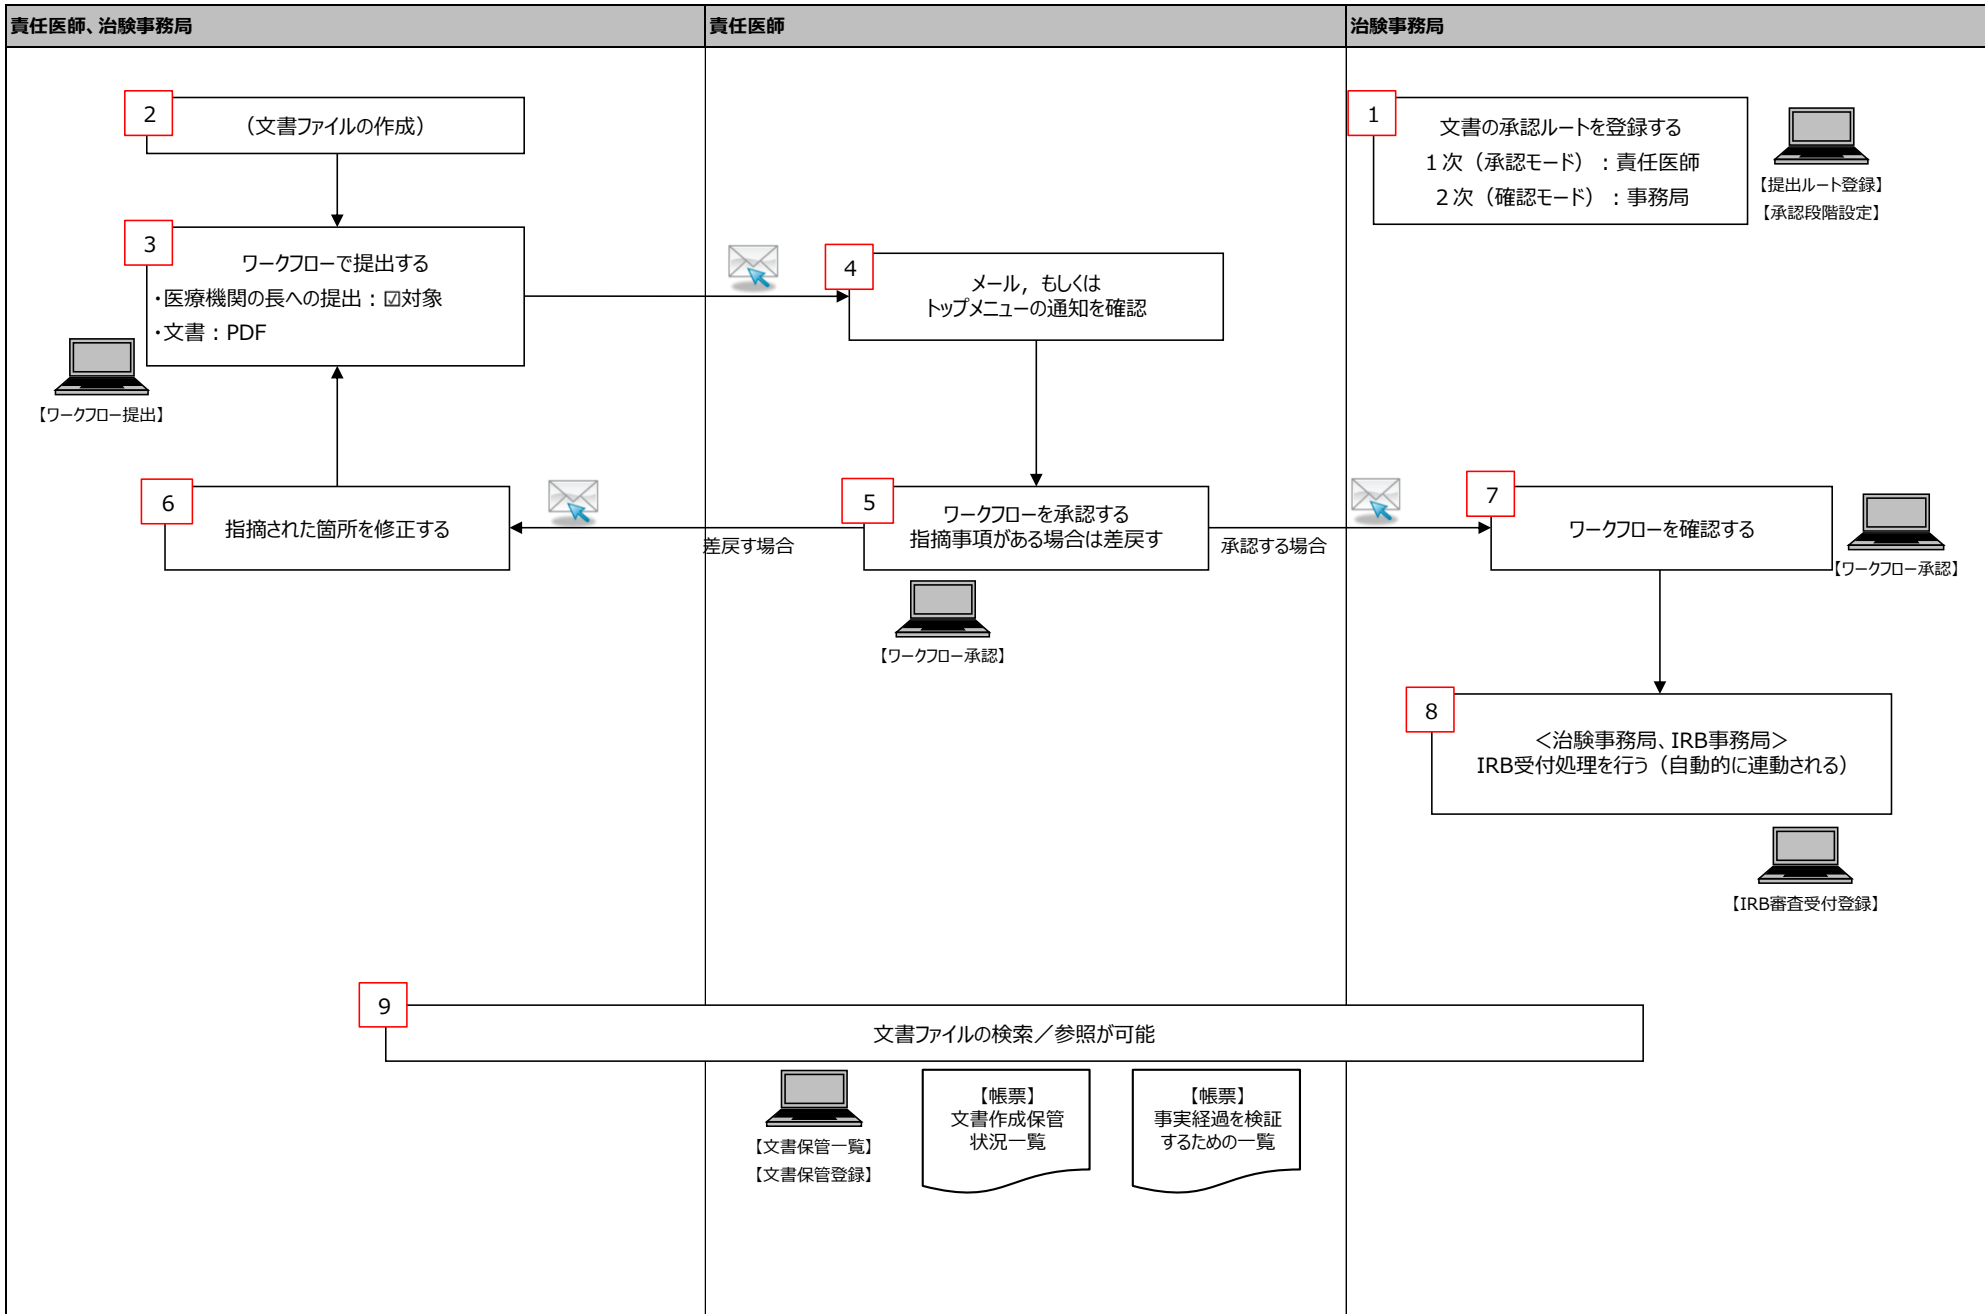 責任医師、治験事務局
責任医師
治験事務局
1
文書の承認ルートを登録する
１次（承認モード）：責任医師
２次（確認モード）：事務局
【提出ルート登録】
【承認段階設定】
2
（文書ファイルの作成）
3
ワークフローで提出する
・医療機関の長への提出：☑対象
・文書：PDF
【ワークフロー提出】
4
メール，もしくは
トップメニューの通知を確認
5
ワークフローを承認する
指摘事項がある場合は差戻す
【ワークフロー承認】
差戻す場合
承認する場合
6
指摘された箇所を修正する
7
ワークフローを確認する
【ワークフロー承認】
8
＜治験事務局、IRB事務局＞
IRB受付処理を行う（自動的に連動される）
【IRB審査受付登録】
9
文書ファイルの検索／参照が可能
【文書保管一覧】
【文書保管登録】
【帳票】
文書作成保管
状況一覧
【帳票】
事実経過を検証
するための一覧